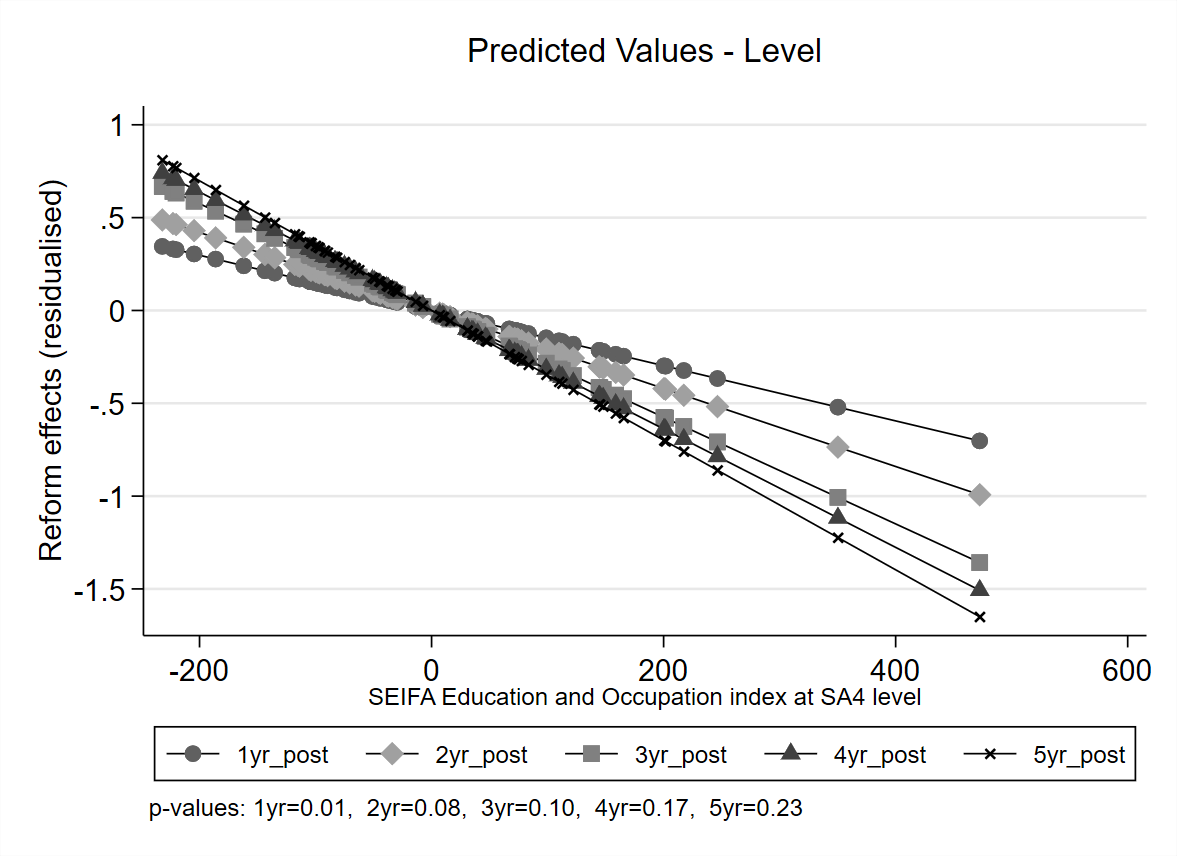 Predicted Values - Level
Reform effects (residualised)
1
.5
0
-.5
-1
-1.5
-200 0 200 400 600
SEIFA Education and Occupation index at SA4 level
1yr_post 2yr_post 3yr_post 4yr_post 5yr_post
p-values: 1yr=0.01, 2yr=0.08, 3yr=0.10, 4yr=0.17, 5yr=0.23